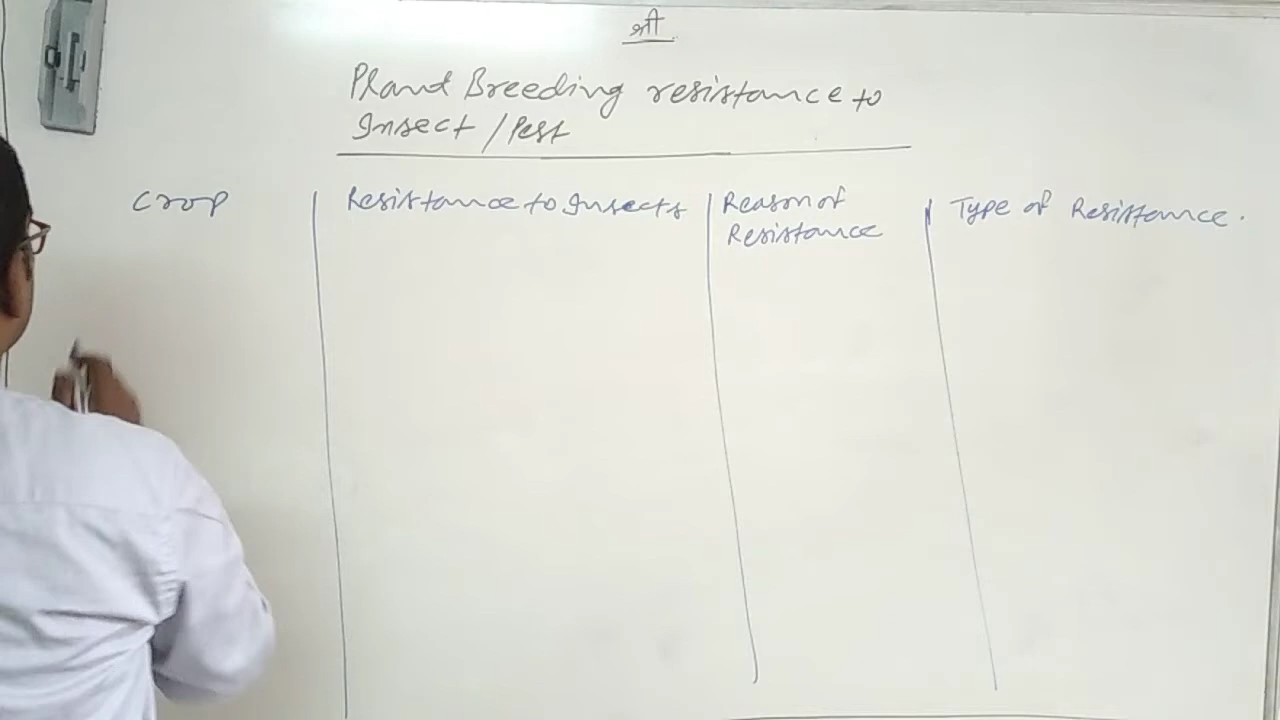 श्री
Plant Breeding resistance to
Insect / Pest
Crop
Resistance to Insects
Reason of
Resistance
Type of Resistance.